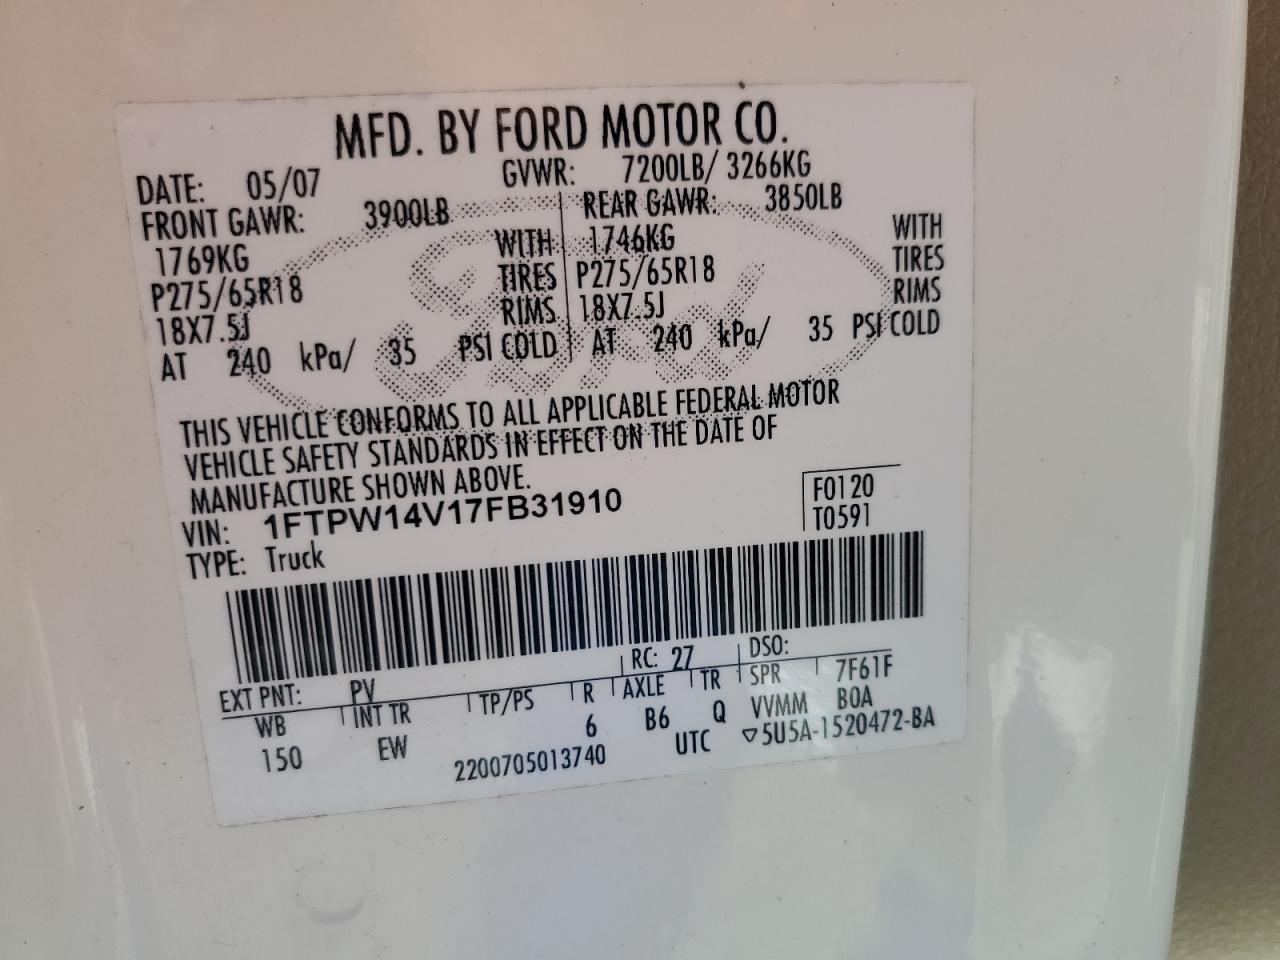 MFD. BY FORD MOTOR CO.
DATE: 05/07 GVWR: 7200LB/ 3266KG
FRONT GAWR: 3900LB REAR GAWR: 3850LB
1769KG WITH 1746KG WITH
P275/65R18 TIRES P275/65R18 TIRES
18X7.5J RIMS 18X7.5J RIMS
AT 240 kPa/ 35 PSI COLD AT 240 kPa/ 35 PSI COLD
THIS VEHICLE CONFORMS TO ALL APPLICABLE FEDERAL MOTOR
VEHICLE SAFETY STANDARDS IN EFFECT ON THE DATE OF
MANUFACTURE SHOWN ABOVE.
VIN: 1FTPW14V17FB31910 F0120
TYPE: Truck T0591
EXT PNT: PV RC: 27 DSO:
WB INT TR TP/PS R AXLE TR SPR 7F61F
150 EW 6 B6 Q VVMM B0A
2200705013740 UTC ▽5U5A-1520472-BA
Ford